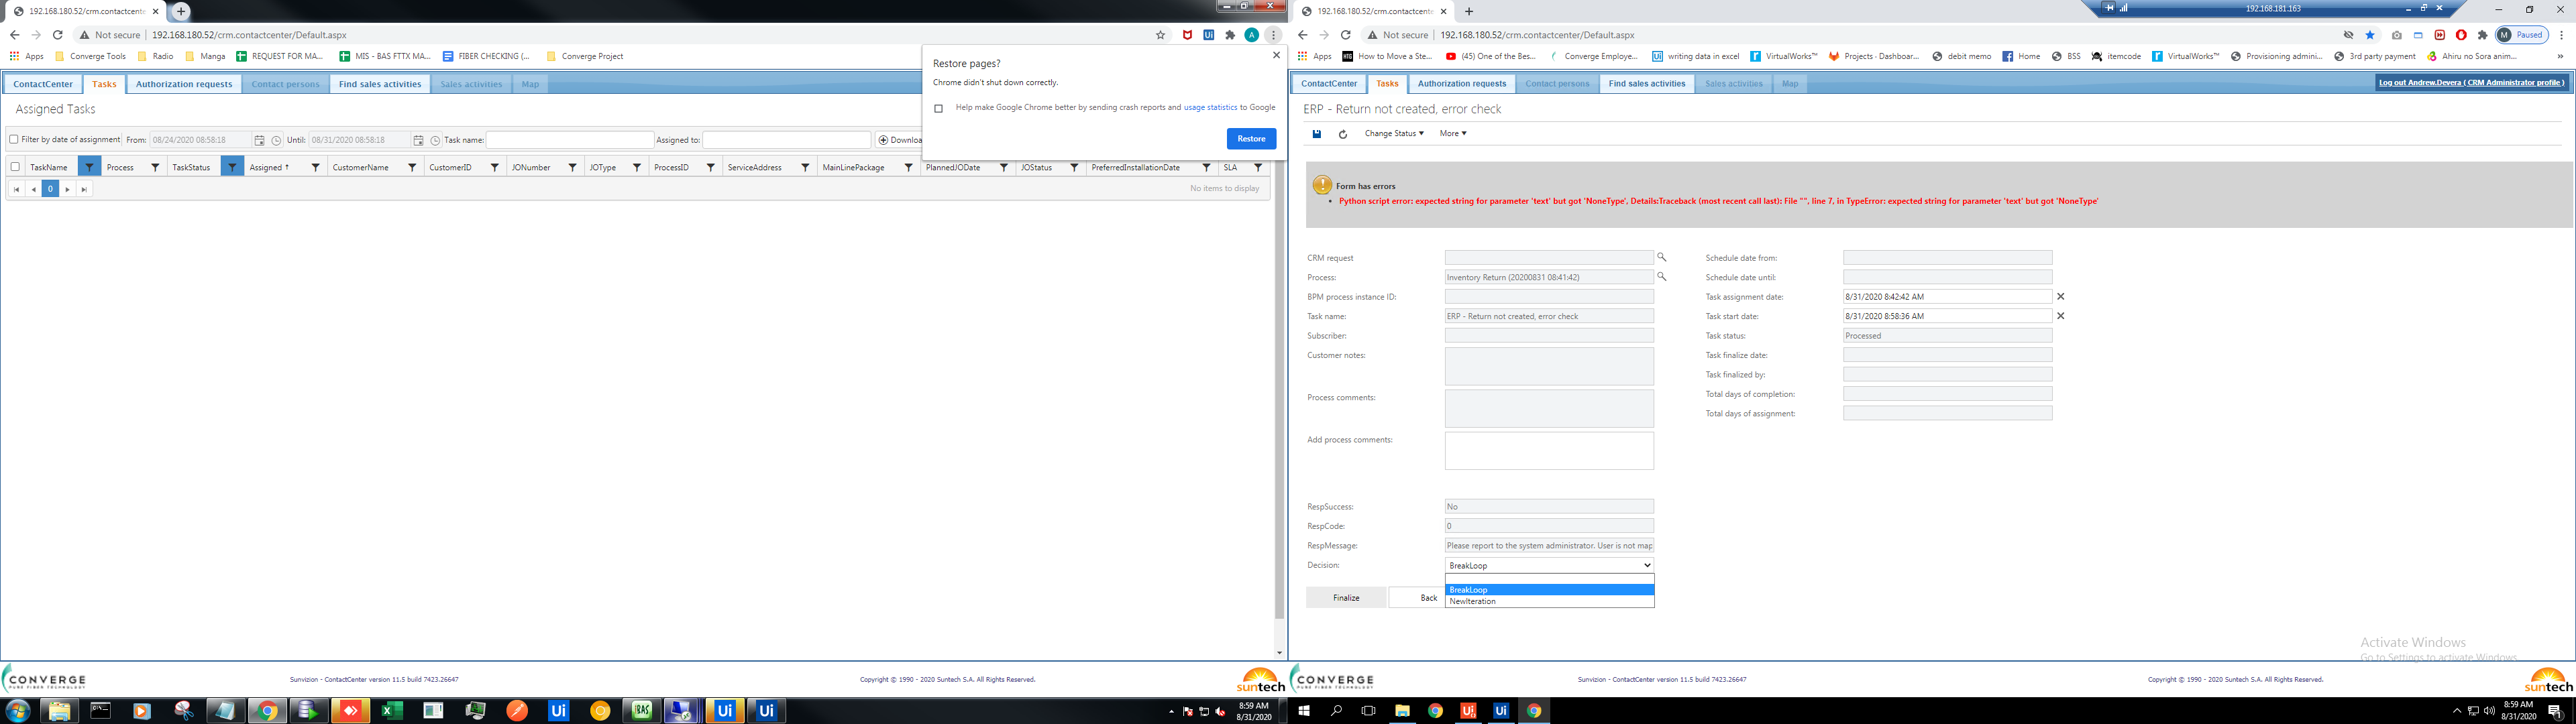 192.168.180.52/crm.contactcente
Not secure
192.168.180.52/crm.contactcenter/Default.aspx
A
Apps
Converge Tools
Radio
Manga
REQUEST FOR MA...
MIS - BAS FTTX MA...
FIBER CHECKING (...
Converge Project
Restore pages?
Chrome didn't shut down correctly.
Help make Google Chrome better by sending crash reports and usage statistics to Google
Restore
ContactCenter
Tasks
Authorization requests
Contact persons
Find sales activities
Sales activities
Map
Assigned Tasks
Filter by date of assignment
From:
08/24/2020 08:58:18
Until:
08/31/2020 08:58:18
Task name:
Assigned to:
Downloa
TaskName
Process
TaskStatus
Assigned ↑
CustomerName
CustomerID
JONumber
JOType
ProcessID
ServiceAddress
MainLinePackage
PlannedJODate
JOStatus
PreferredInstallationDate
SLA
0
No items to display
CONVERGE
PURE FIBER TECHNOLOGY
Sunvizion - ContactCenter version 11.5 build 7423.26647
Copyright © 1990 - 2020 Suntech S.A. All Rights Reserved.
suntech
8:59 AM
8/31/2020
192.168.180.52/crm.contactcente
192.168.181.163
Not secure
192.168.180.52/crm.contactcenter/Default.aspx
M
Paused
Apps
How to Move a Ste...
(45) One of the Bes...
Converge Employe...
writing data in excel
VirtualWorks™
Projects - Dashboar...
debit memo
Home
BSS
itemcode
VirtualWorks™
Provisioning admini...
3rd party payment
Ahiru no Sora anim...
»
ContactCenter
Tasks
Authorization requests
Contact persons
Find sales activities
Sales activities
Map
Log out Andrew.Devera ( CRM Administrator profile )
ERP - Return not created, error check
Change Status
More
Form has errors
Python script error: expected string for parameter 'text' but got 'NoneType', Details:Traceback (most recent call last): File "", line 7, in TypeError: expected string for parameter 'text' but got 'NoneType'
CRM request
Process:
Inventory Return (20200831 08:41:42)
BPM process instance ID:
Task name:
ERP - Return not created, error check
Subscriber:
Customer notes:
Process comments:
Add process comments:
Schedule date from:
Schedule date until:
Task assignment date:
8/31/2020 8:42:42 AM
Task start date:
8/31/2020 8:58:36 AM
Task status:
Processed
Task finalize date:
Task finalized by:
Total days of completion:
Total days of assignment:
RespSuccess:
No
RespCode:
0
RespMessage:
Please report to the system administrator. User is not map
Decision:
BreakLoop
BreakLoop
NewIteration
Finalize
Back
Activate Windows
Go to Settings to activate Windows.
CONVERGE
PURE FIBER TECHNOLOGY
Sunvizion - ContactCenter version 11.5 build 7423.26647
Copyright © 1990 - 2020 Suntech S.A. All Rights Reserved.
suntech
8:59 AM
8/31/2020